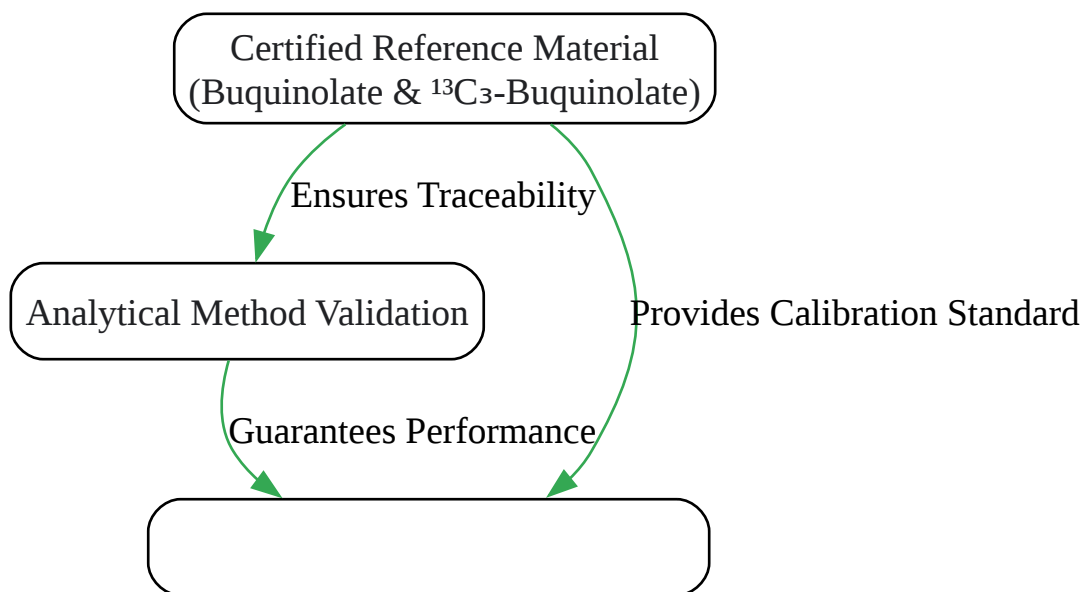 Certified Reference Material
(Buquinolate & ¹³C₃-Buquinolate)
Ensures Traceability
Analytical Method Validation
Provides Calibration Standard
Guarantees Performance